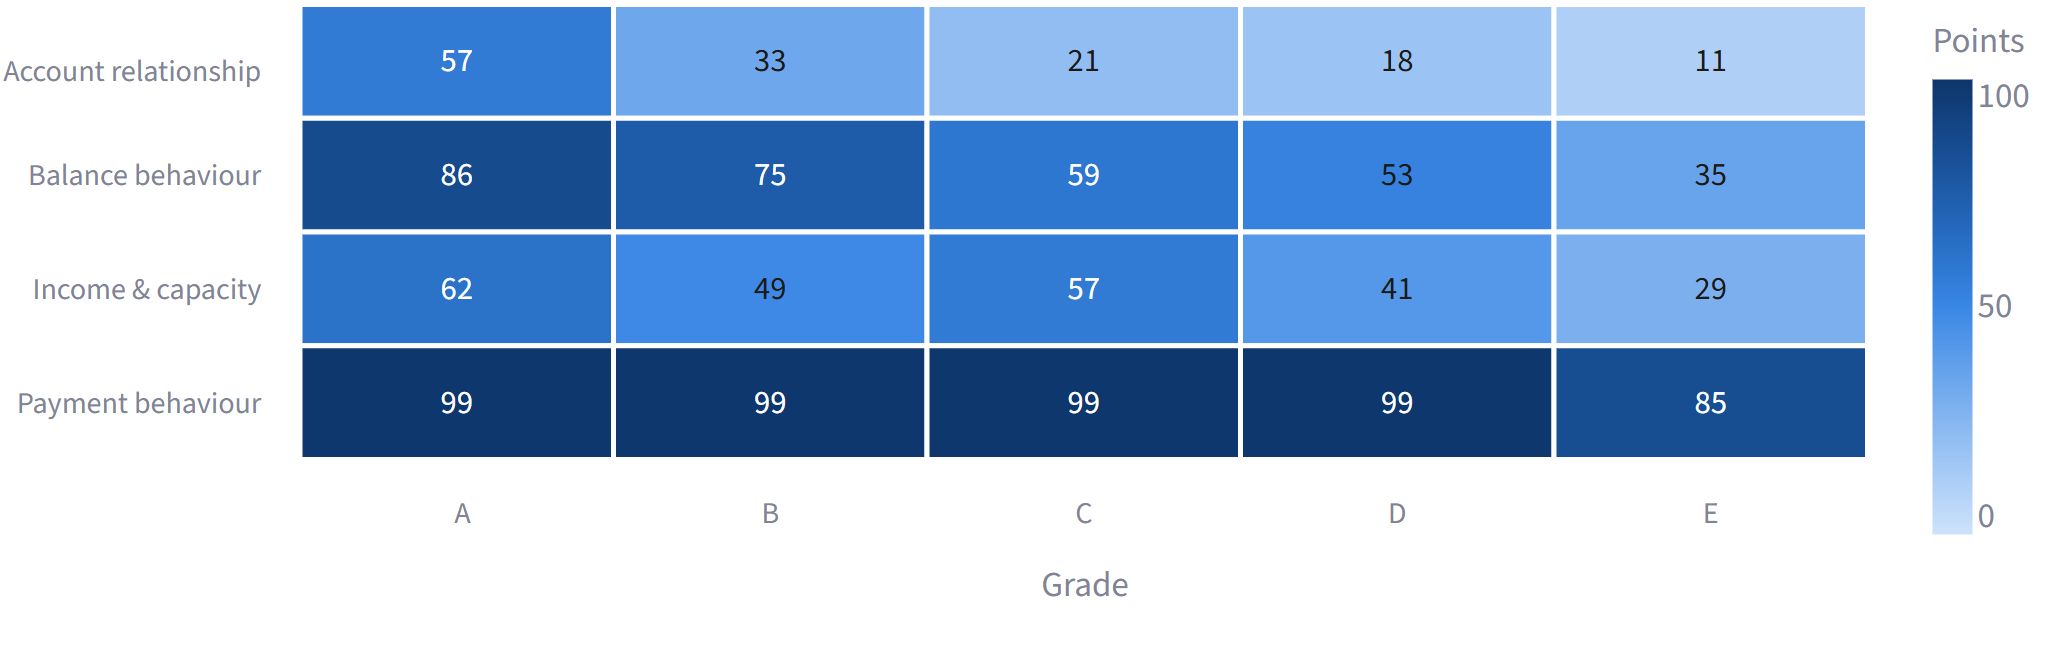 Points
Account relationship 57 33 21 18 11
100
Balance behaviour 86 75 59 53 35
Income & capacity 62 49 57 41 29
50
Payment behaviour 99 99 99 99 85
A B C D E
0
Grade